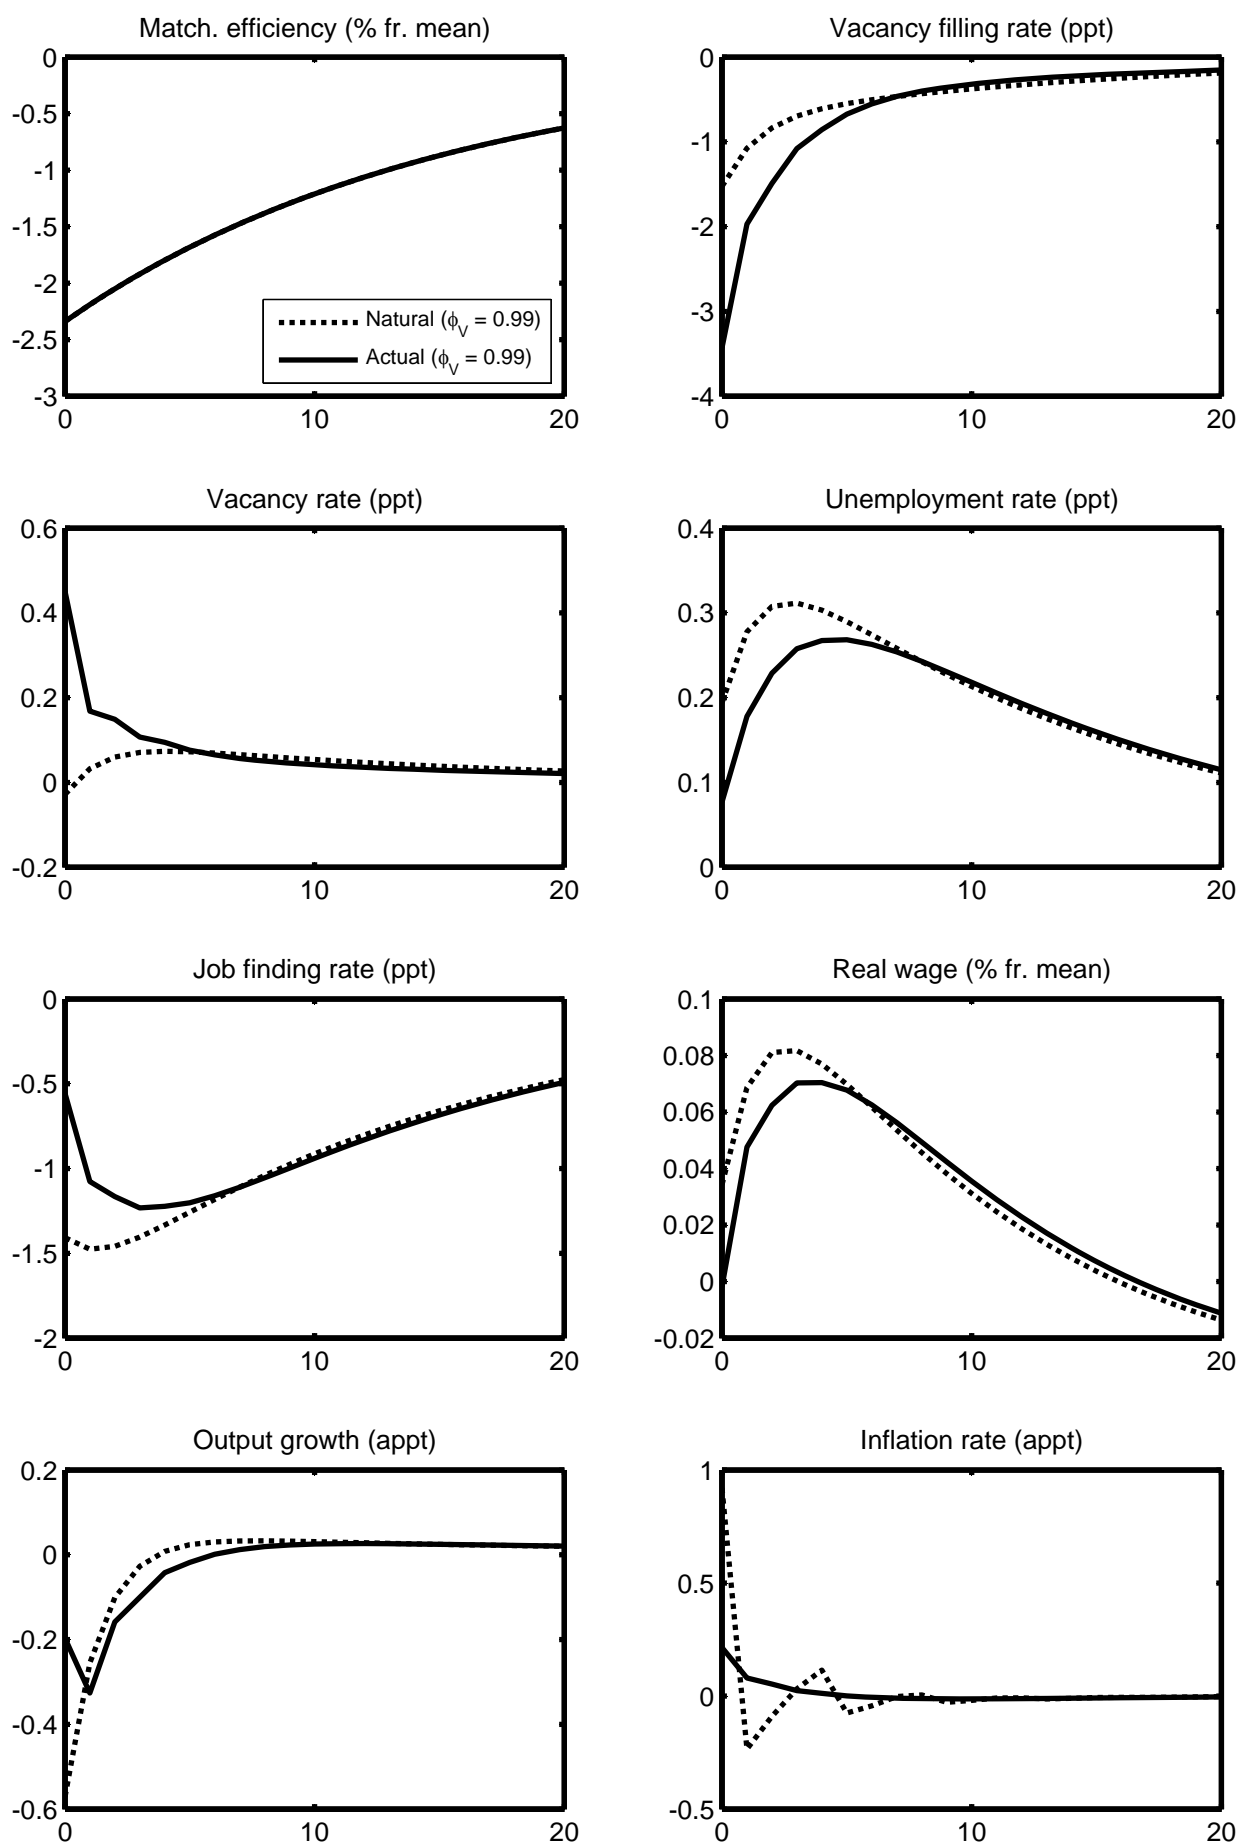 Match. efficiency (% fr. mean)
0
-0.5
-1
-1.5
-2
-2.5
-3
0 10 20
Natural (ϕ_V = 0.99)
Actual (ϕ_V = 0.99)
Vacancy filling rate (ppt)
0
-1
-2
-3
-4
0 10 20
Vacancy rate (ppt)
0.6
0.4
0.2
0
-0.2
0 10 20
Unemployment rate (ppt)
0.4
0.3
0.2
0.1
0
0 10 20
Job finding rate (ppt)
0
-0.5
-1
-1.5
-2
0 10 20
Real wage (% fr. mean)
0.1
0.08
0.06
0.04
0.02
0
-0.02
0 10 20
Output growth (appt)
0.2
0
-0.2
-0.4
-0.6
0 10 20
Inflation rate (appt)
1
0.5
0
-0.5
0 10 20